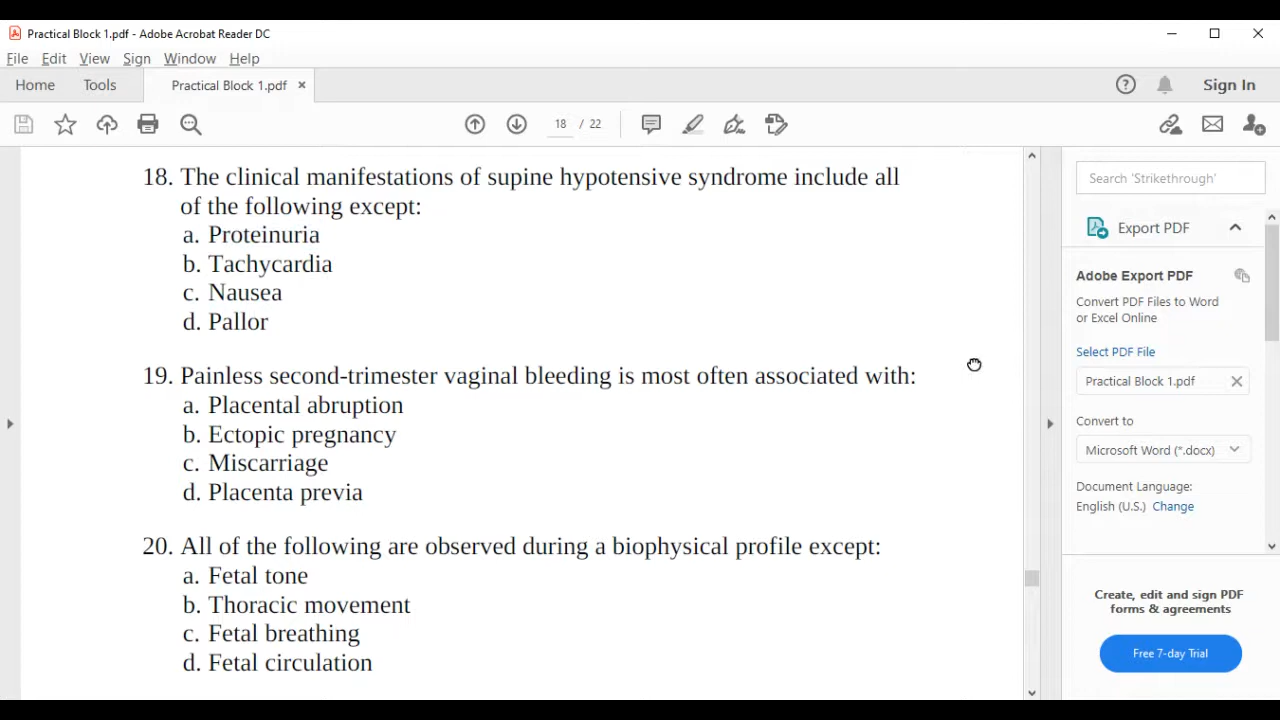 Practical Block 1.pdf - Adobe Acrobat Reader DC
File Edit View Sign Window Help
Home Tools Practical Block 1.pdf × Sign In
18 / 22
18. The clinical manifestations of supine hypotensive syndrome include all
of the following except:
a. Proteinuria
b. Tachycardia
c. Nausea
d. Pallor
19. Painless second-trimester vaginal bleeding is most often associated with:
a. Placental abruption
b. Ectopic pregnancy
c. Miscarriage
d. Placenta previa
20. All of the following are observed during a biophysical profile except:
a. Fetal tone
b. Thoracic movement
c. Fetal breathing
d. Fetal circulation
Search 'Strikethrough'
Export PDF
Adobe Export PDF
Convert PDF Files to Word
or Excel Online
Select PDF File
Practical Block 1.pdf
Convert to
Microsoft Word (*.docx)
Document Language:
English (U.S.) Change
Create, edit and sign PDF
forms & agreements
Free 7-day Trial